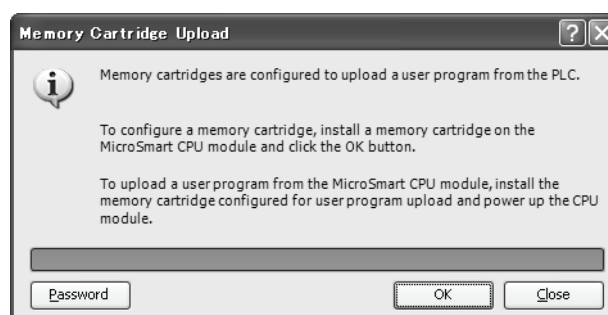 Memory Cartridge Upload
Memory cartridges are configured to upload a user program from the PLC.
To configure a memory cartridge, install a memory cartridge on the
MicroSmart CPU module and click the OK button.
To upload a user program from the MicroSmart CPU module, install the
memory cartridge configured for user program upload and power up the CPU
module.
Password OK Close